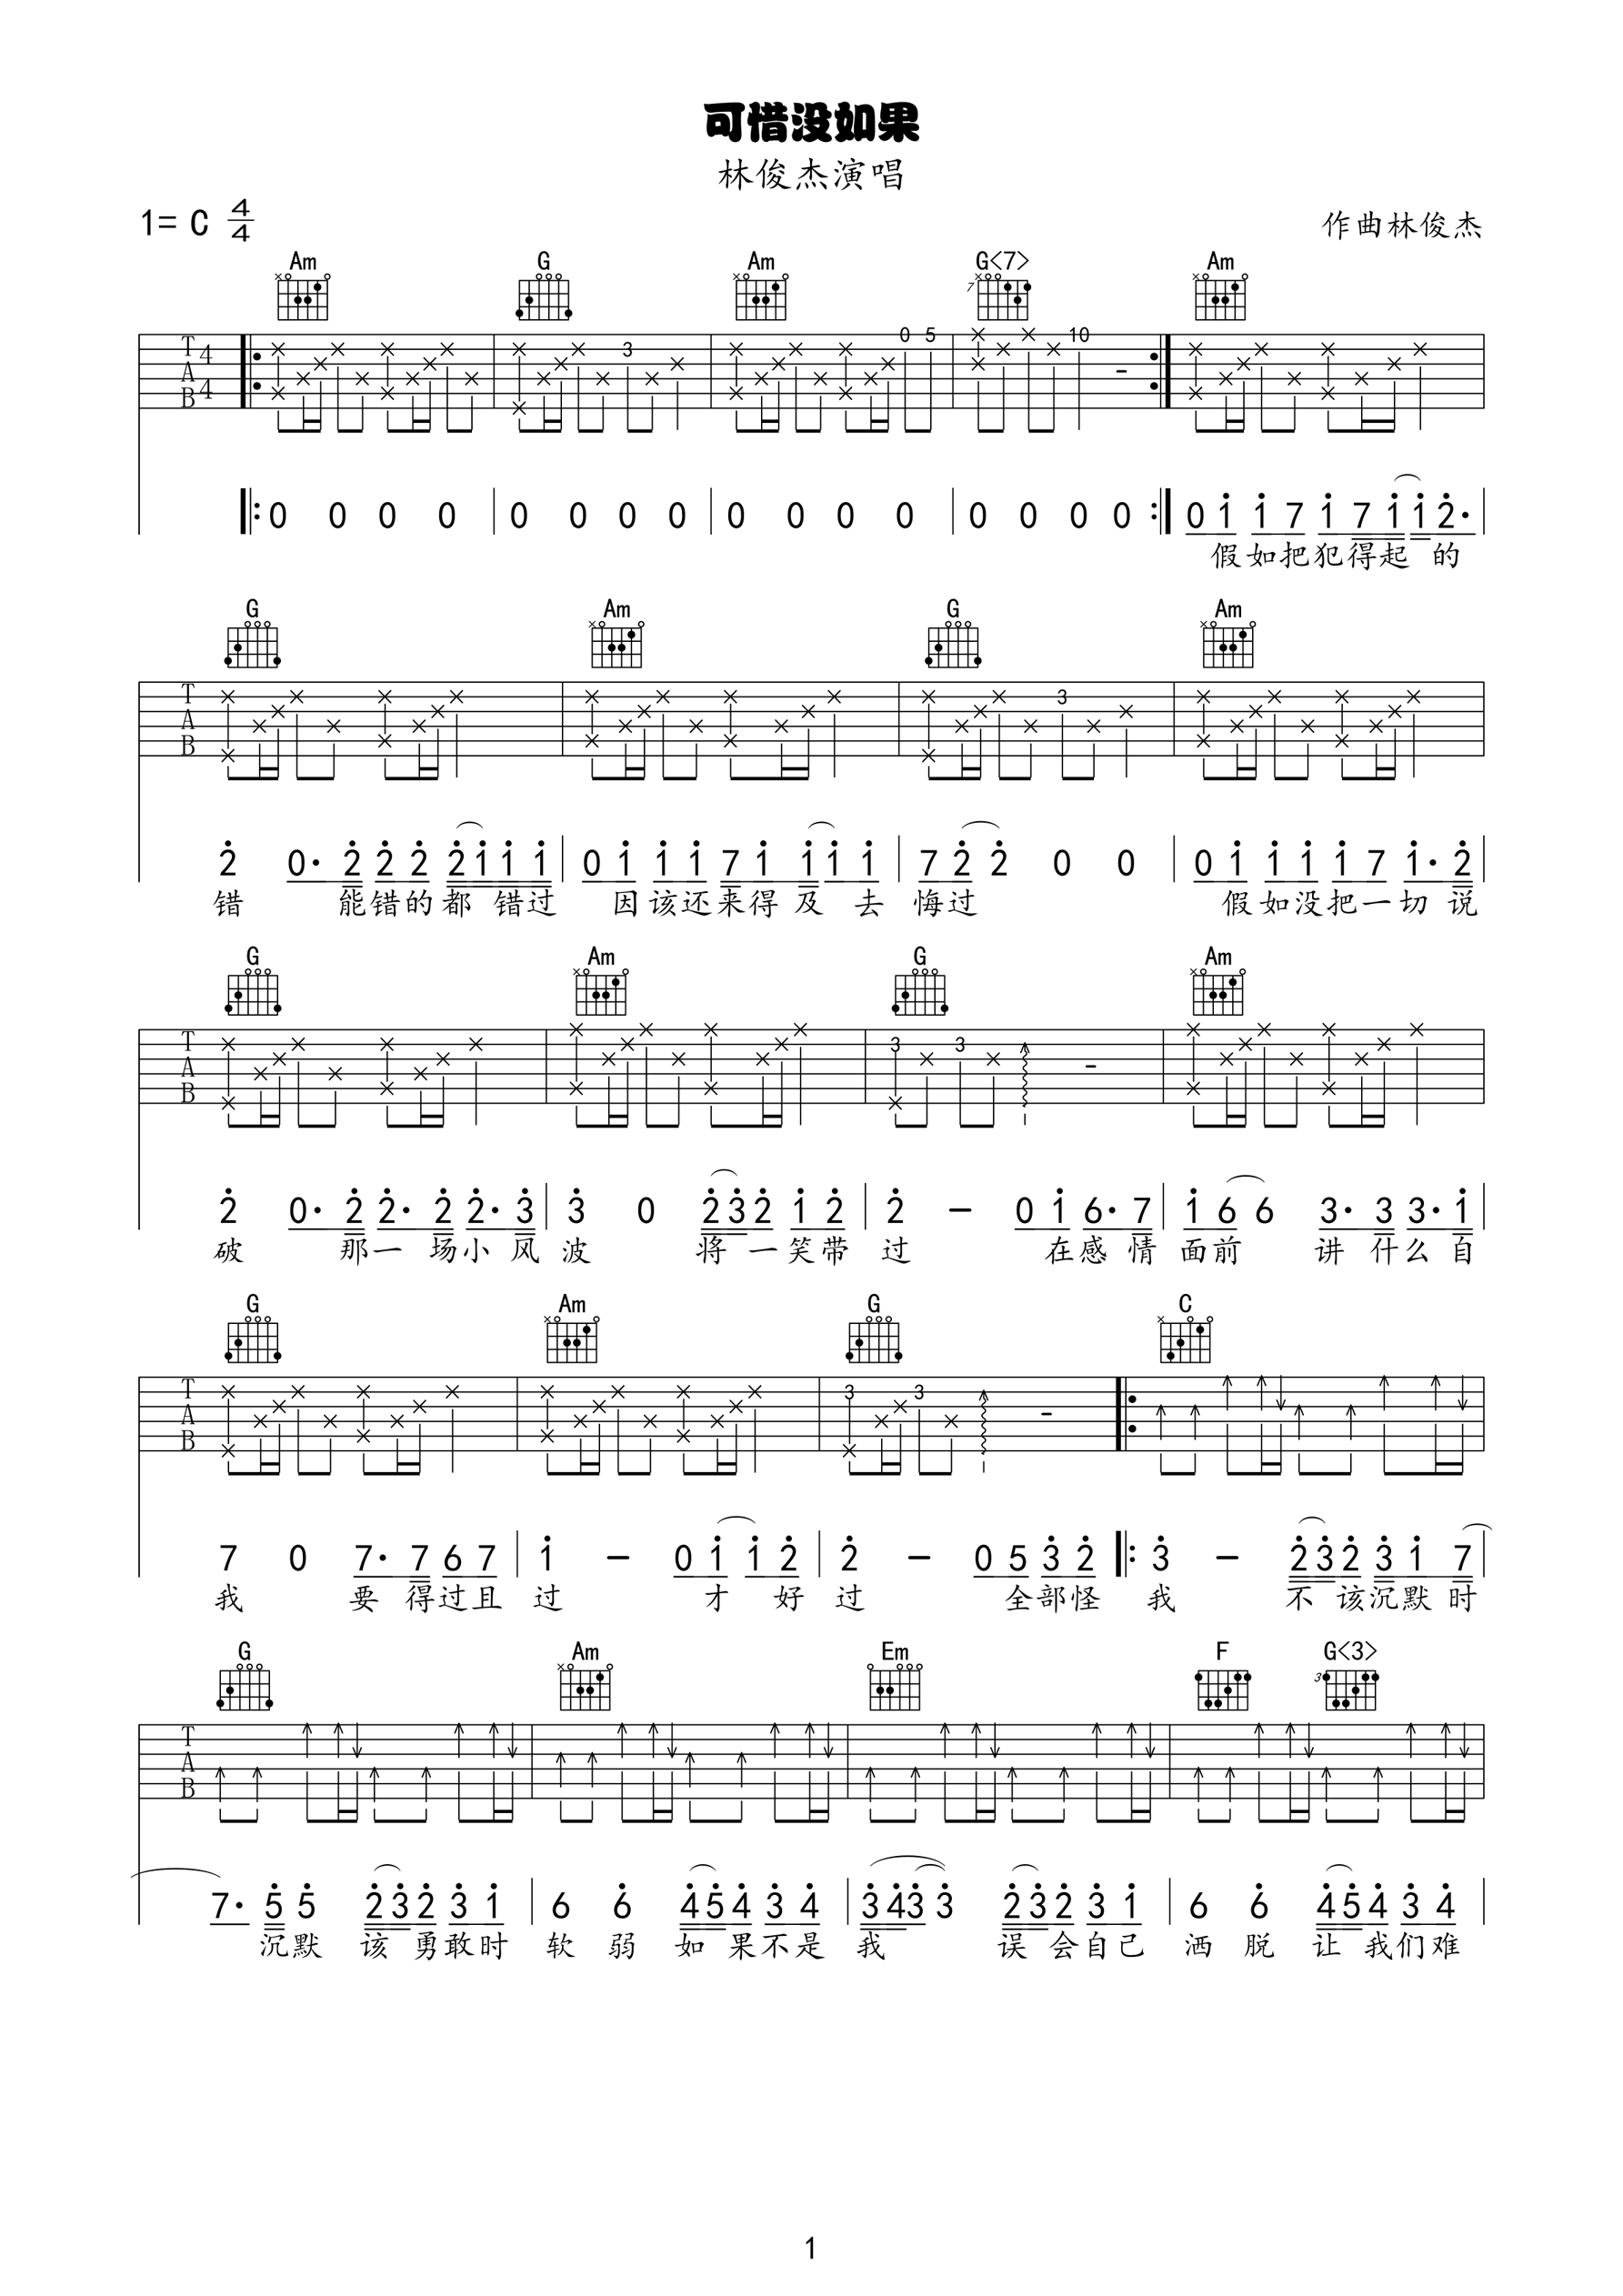 可惜没如果
林俊杰演唱
1= C 4/4
作曲林俊杰
Am G Am G<7> Am
7
T A B 4 4 3 0 5 10
0 0 0 0 0 0 0 0 0 0 0 0 0 0 0 0 0 1 1 7 1 7 1 1 2·
假如把犯得起 的
G Am G Am
T A B 3
2 0· 2 2 2 2 1 1 1 0 1 1 1 7 1 1 1 1 7 2 2 0 0 0 1 1 1 1 7 1· 2
错 能错的都 错过 因该还来得 及 去 悔过 假如没把一切 说
G Am G Am
T A B 3 3
2 0· 2 2· 2 2· 3 3 0 2 3 2 1 2 2 – 0 1 6· 7 1 6 6 3· 3 3· 1
破 那一 场小 风 波 将 一笑带 过 在感 情 面前 讲 什么 自
G Am G C
T A B 3 3
7 0 7· 7 6 7 1 – 0 1 1 2 2 – 0 5 3 2 3 – 2 3 2 3 1 7
我 要 得过且 过 才 好 过 全部怪 我 不 该沉默 时
G Am Em F G<3>
3
T A B
7· 5 5 2 3 2 3 1 6 6 4 5 4 3 4 3 4 3 3 2 3 2 3 1 6 6 4 5 4 3 4
沉默 该 勇敢时 软 弱 如 果不是 我 误 会自己 洒 脱 让 我们难
1